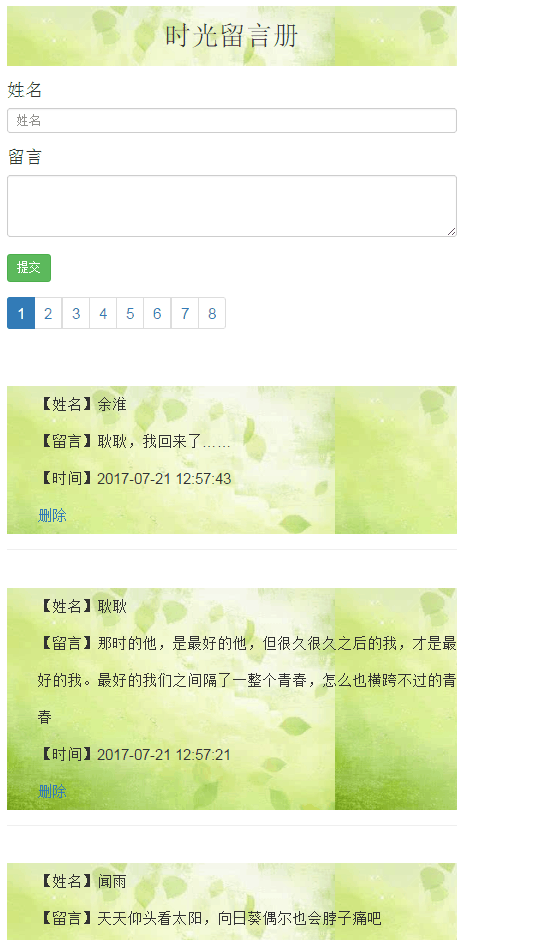 时光留言册
姓名
姓名
留言
提交
1 2 3 4 5 6 7 8
【姓名】余淮
【留言】耿耿，我回来了……
【时间】2017-07-21 12:57:43
删除
【姓名】耿耿
【留言】那时的他，是最好的他，但很久很久之后的我，才是最
好的我。最好的我们之间隔了一整个青春，怎么也横跨不过的青
春
【时间】2017-07-21 12:57:21
删除
【姓名】闻雨
【留言】天天仰头看太阳，向日葵偶尔也会脖子痛吧